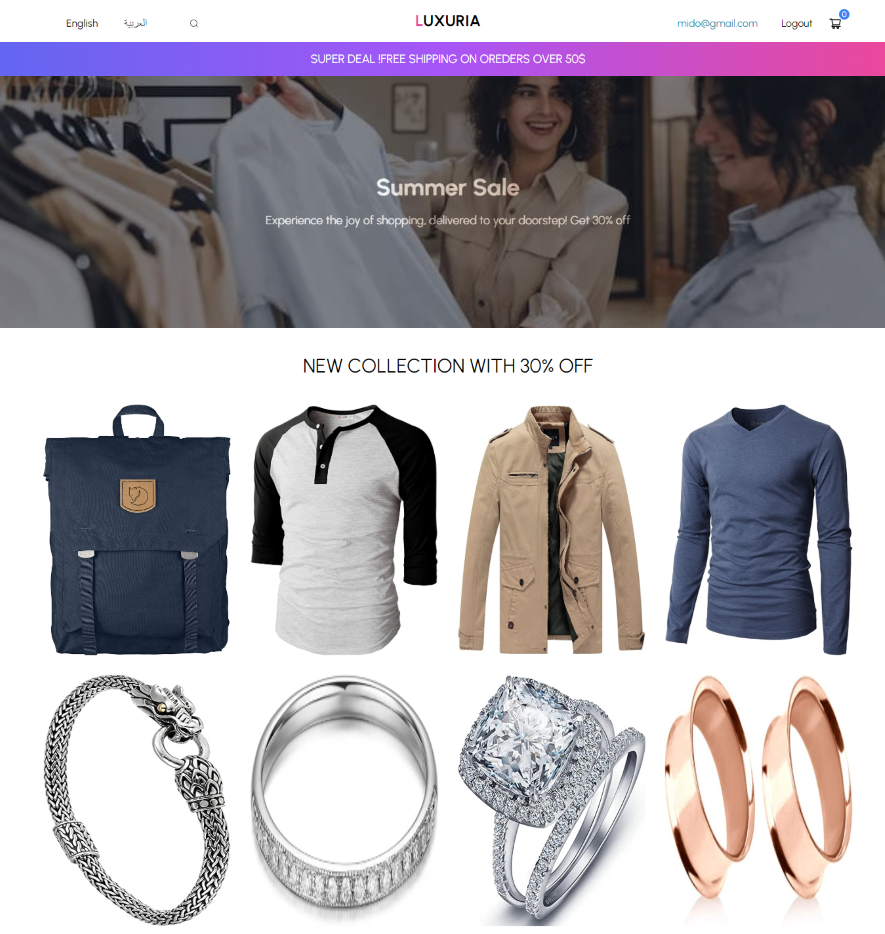 English
العربية
LUXURIA
mido@gmail.com
Logout
0
SUPER DEAL !FREE SHIPPING ON OREDERS OVER 50$
Summer Sale
Experience the joy of shopping, delivered to your doorstep! Get 30% off
NEW COLLECTION WITH 30% OFF